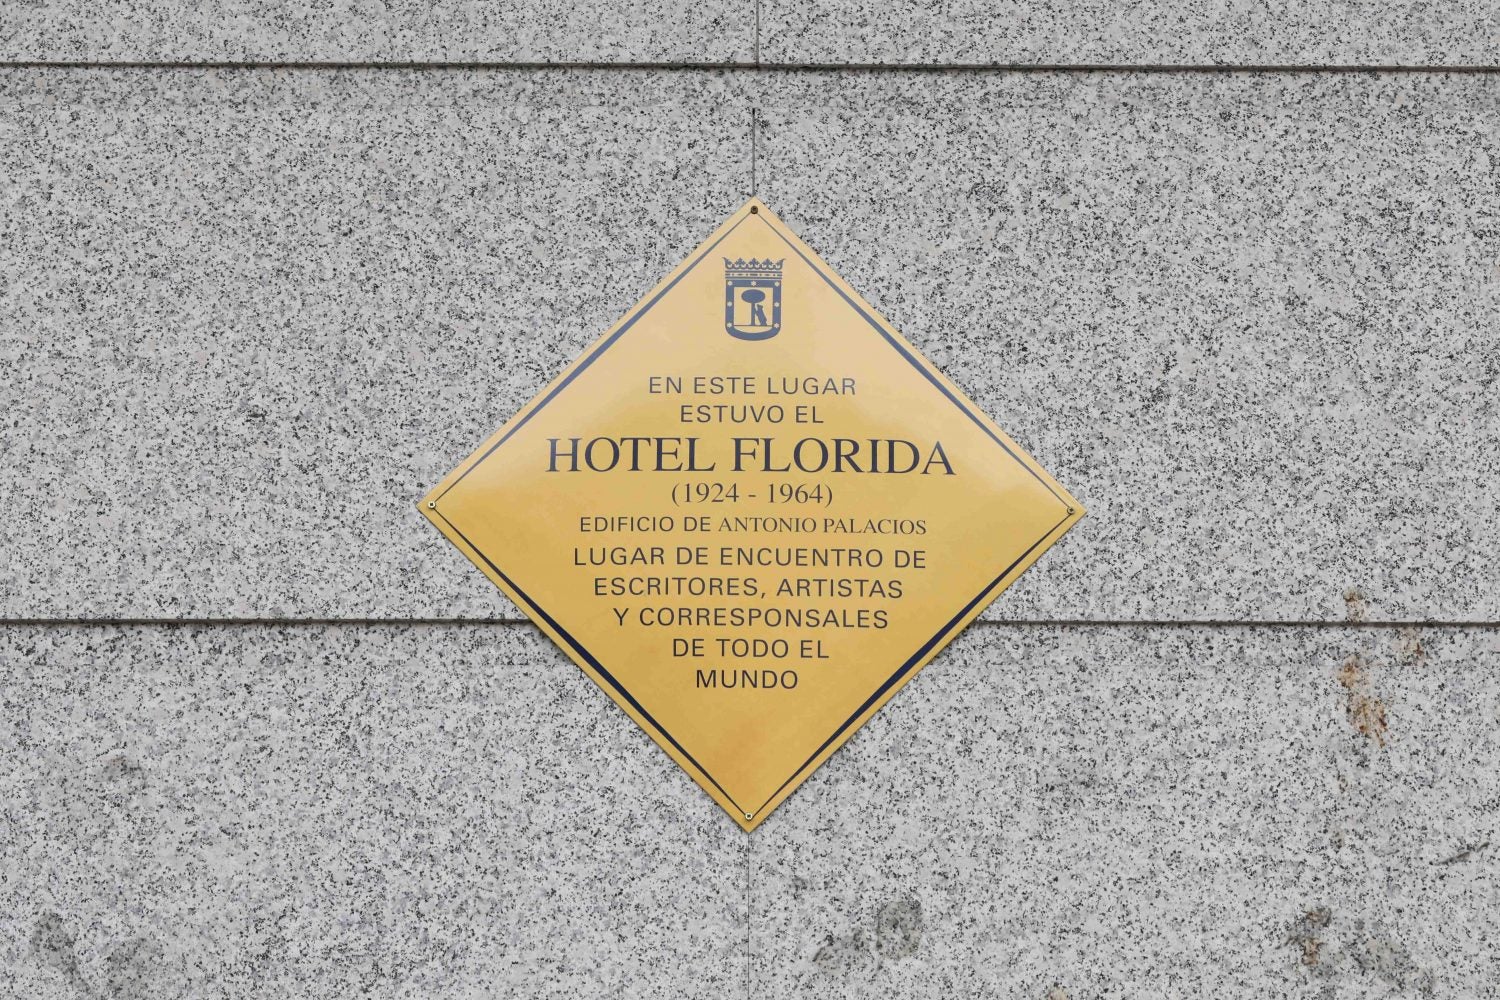 EN ESTE LUGAR
ESTUVO EL
HOTEL FLORIDA
(1924 - 1964)
EDIFICIO DE ANTONIO PALACIOS
LUGAR DE ENCUENTRO DE
ESCRITORES, ARTISTAS
Y CORRESPONSALES
DE TODO EL
MUNDO